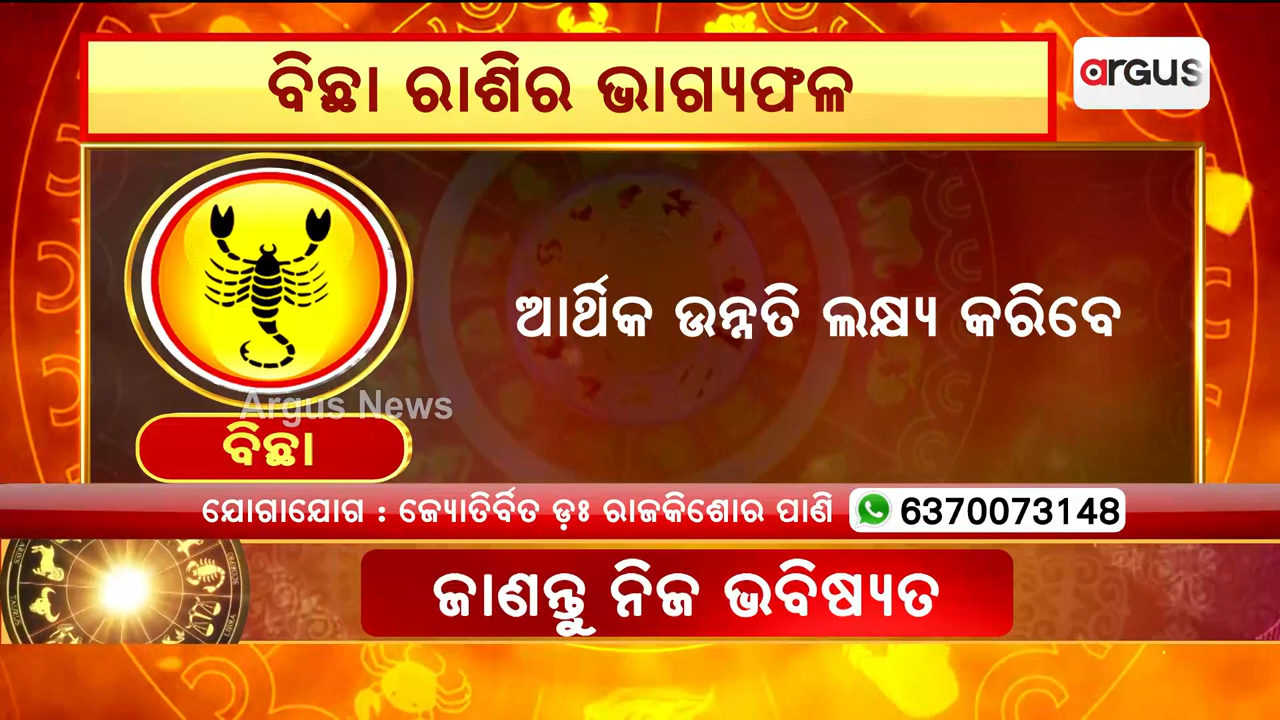 ବିଛା ରାଶିର ଭାଗ୍ୟଫଳ
argus
ଆର୍ଥିକ ଉନ୍ନତି ଲକ୍ଷ୍ୟ କରିବେ
Argus News
ବିଛା
ଯୋଗାଯୋଗ : ଜ୍ୟୋତିର୍ବିତ ଡ଼ଃ ରାଜକିଶୋର ପାଣି 6370073148
ଜାଣନ୍ତୁ ନିଜ ଭବିଷ୍ୟତ